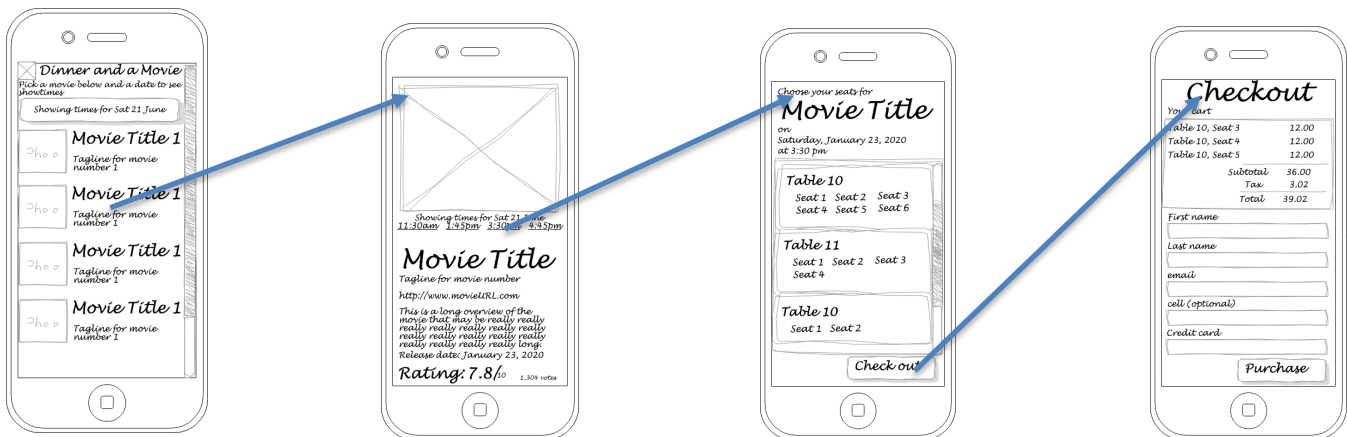 Dinner and a Movie
Pick a movie below and a date to see
showtimes
Showing times for Sat 21 June
Movie Title 1
Tagline for movie
number 1
Movie Title 1
Tagline for movie
number 1
Movie Title 1
Tagline for movie
number 1
Movie Title 1
Tagline for movie
number 1
Showing times for Sat 21 June
11:30am 1:45pm 3:30pm 4:45pm
Movie Title
Tagline for movie number
http://www.movieURL.com
This is a long overview of the
movie that may be really really
really really really really really
really really really really really
really really really really long.
Release date: January 23, 2020
Rating: 7.8/10 1,304 votes
Choose your seats for
Movie Title
on
Saturday, January 23, 2020
at 3:30 pm
Table 10
Seat 1 Seat 2 Seat 3
Seat 4 Seat 5 Seat 6
Table 11
Seat 1 Seat 2 Seat 3
Seat 4
Table 10
Seat 1 Seat 2
Check out
Checkout
Your cart
Table 10, Seat 3 12.00
Table 10, Seat 4 12.00
Table 10, Seat 5 12.00
Subtotal 36.00
Tax 3.02
Total 39.02
First name
Last name
email
cell (optional)
Credit card
Purchase